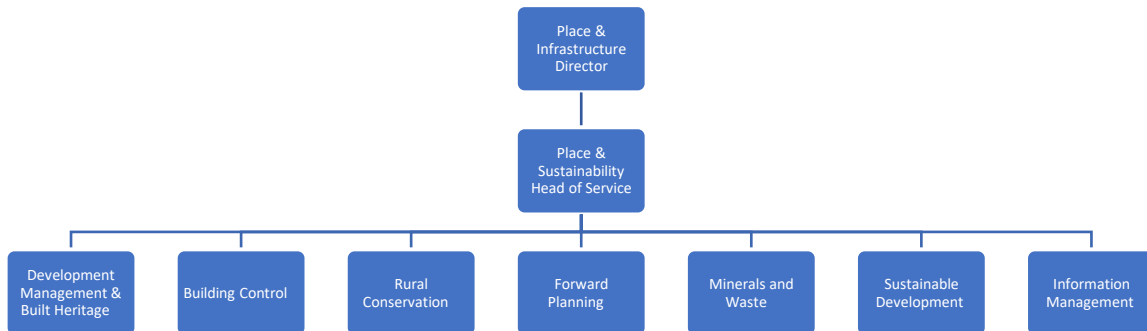 Place &
Infrastructure
Director
Place &
Sustainability
Head of Service
Development
Management &
Built Heritage
Building Control
Rural
Conservation
Forward
Planning
Minerals and
Waste
Sustainable
Development
Information
Management